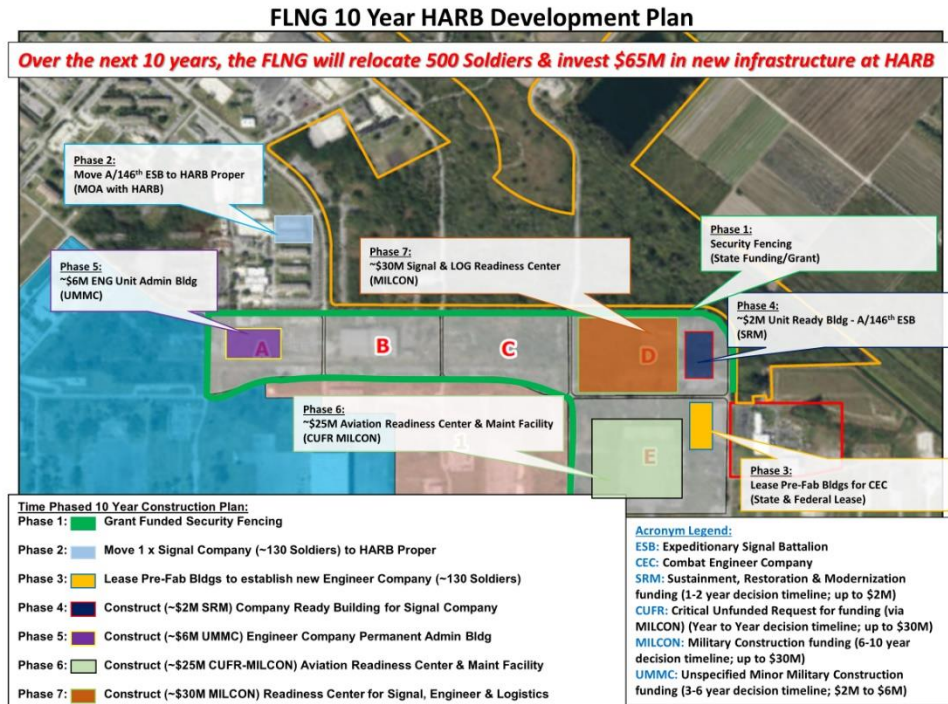 FLNG 10 Year HARB Development Plan
Over the next 10 years, the FLNG will relocate 500 Soldiers & invest $65M in new infrastructure at HARB
Phase 2:
Move A/146th ESB to HARB Proper
(MOA with HARB)
Phase 1:
Security Fencing
(State Funding/Grant)
Phase 7:
~$30M Signal & LOG Readiness Center
(MILCON)
Phase 5:
~$6M ENG Unit Admin Bldg
(UMMC)
Phase 4:
~$2M Unit Ready Bldg - A/146th ESB
(SRM)
A
B
C
D
Phase 6:
~$25M Aviation Readiness Center & Maint Facility
(CUFR MILCON)
1
E
Phase 3:
Lease Pre-Fab Bldgs for CEC
(State & Federal Lease)
Time Phased 10 Year Construction Plan:
Phase 1: Grant Funded Security Fencing
Phase 2: Move 1 x Signal Company (~130 Soldiers) to HARB Proper
Phase 3: Lease Pre-Fab Bldgs to establish new Engineer Company (~130 Soldiers)
Phase 4: Construct (~$2M SRM) Company Ready Building for Signal Company
Phase 5: Construct (~$6M UMMC) Engineer Company Permanent Admin Bldg
Phase 6: Construct (~$25M CUFR-MILCON) Aviation Readiness Center & Maint Facility
Phase 7: Construct (~$30M MILCON) Readiness Center for Signal, Engineer & Logistics
Acronym Legend:
ESB: Expeditionary Signal Battalion
CEC: Combat Engineer Company
SRM: Sustainment, Restoration & Modernization
funding (1-2 year decision timeline; up to $2M)
CUFR: Critical Unfunded Request for funding (via
MILCON) (Year to Year decision timeline; up to $30M)
MILCON: Military Construction funding (6-10 year
decision timeline; up to $30M)
UMMC: Unspecified Minor Military Construction
funding (3-6 year decision timeline; $2M to $6M)